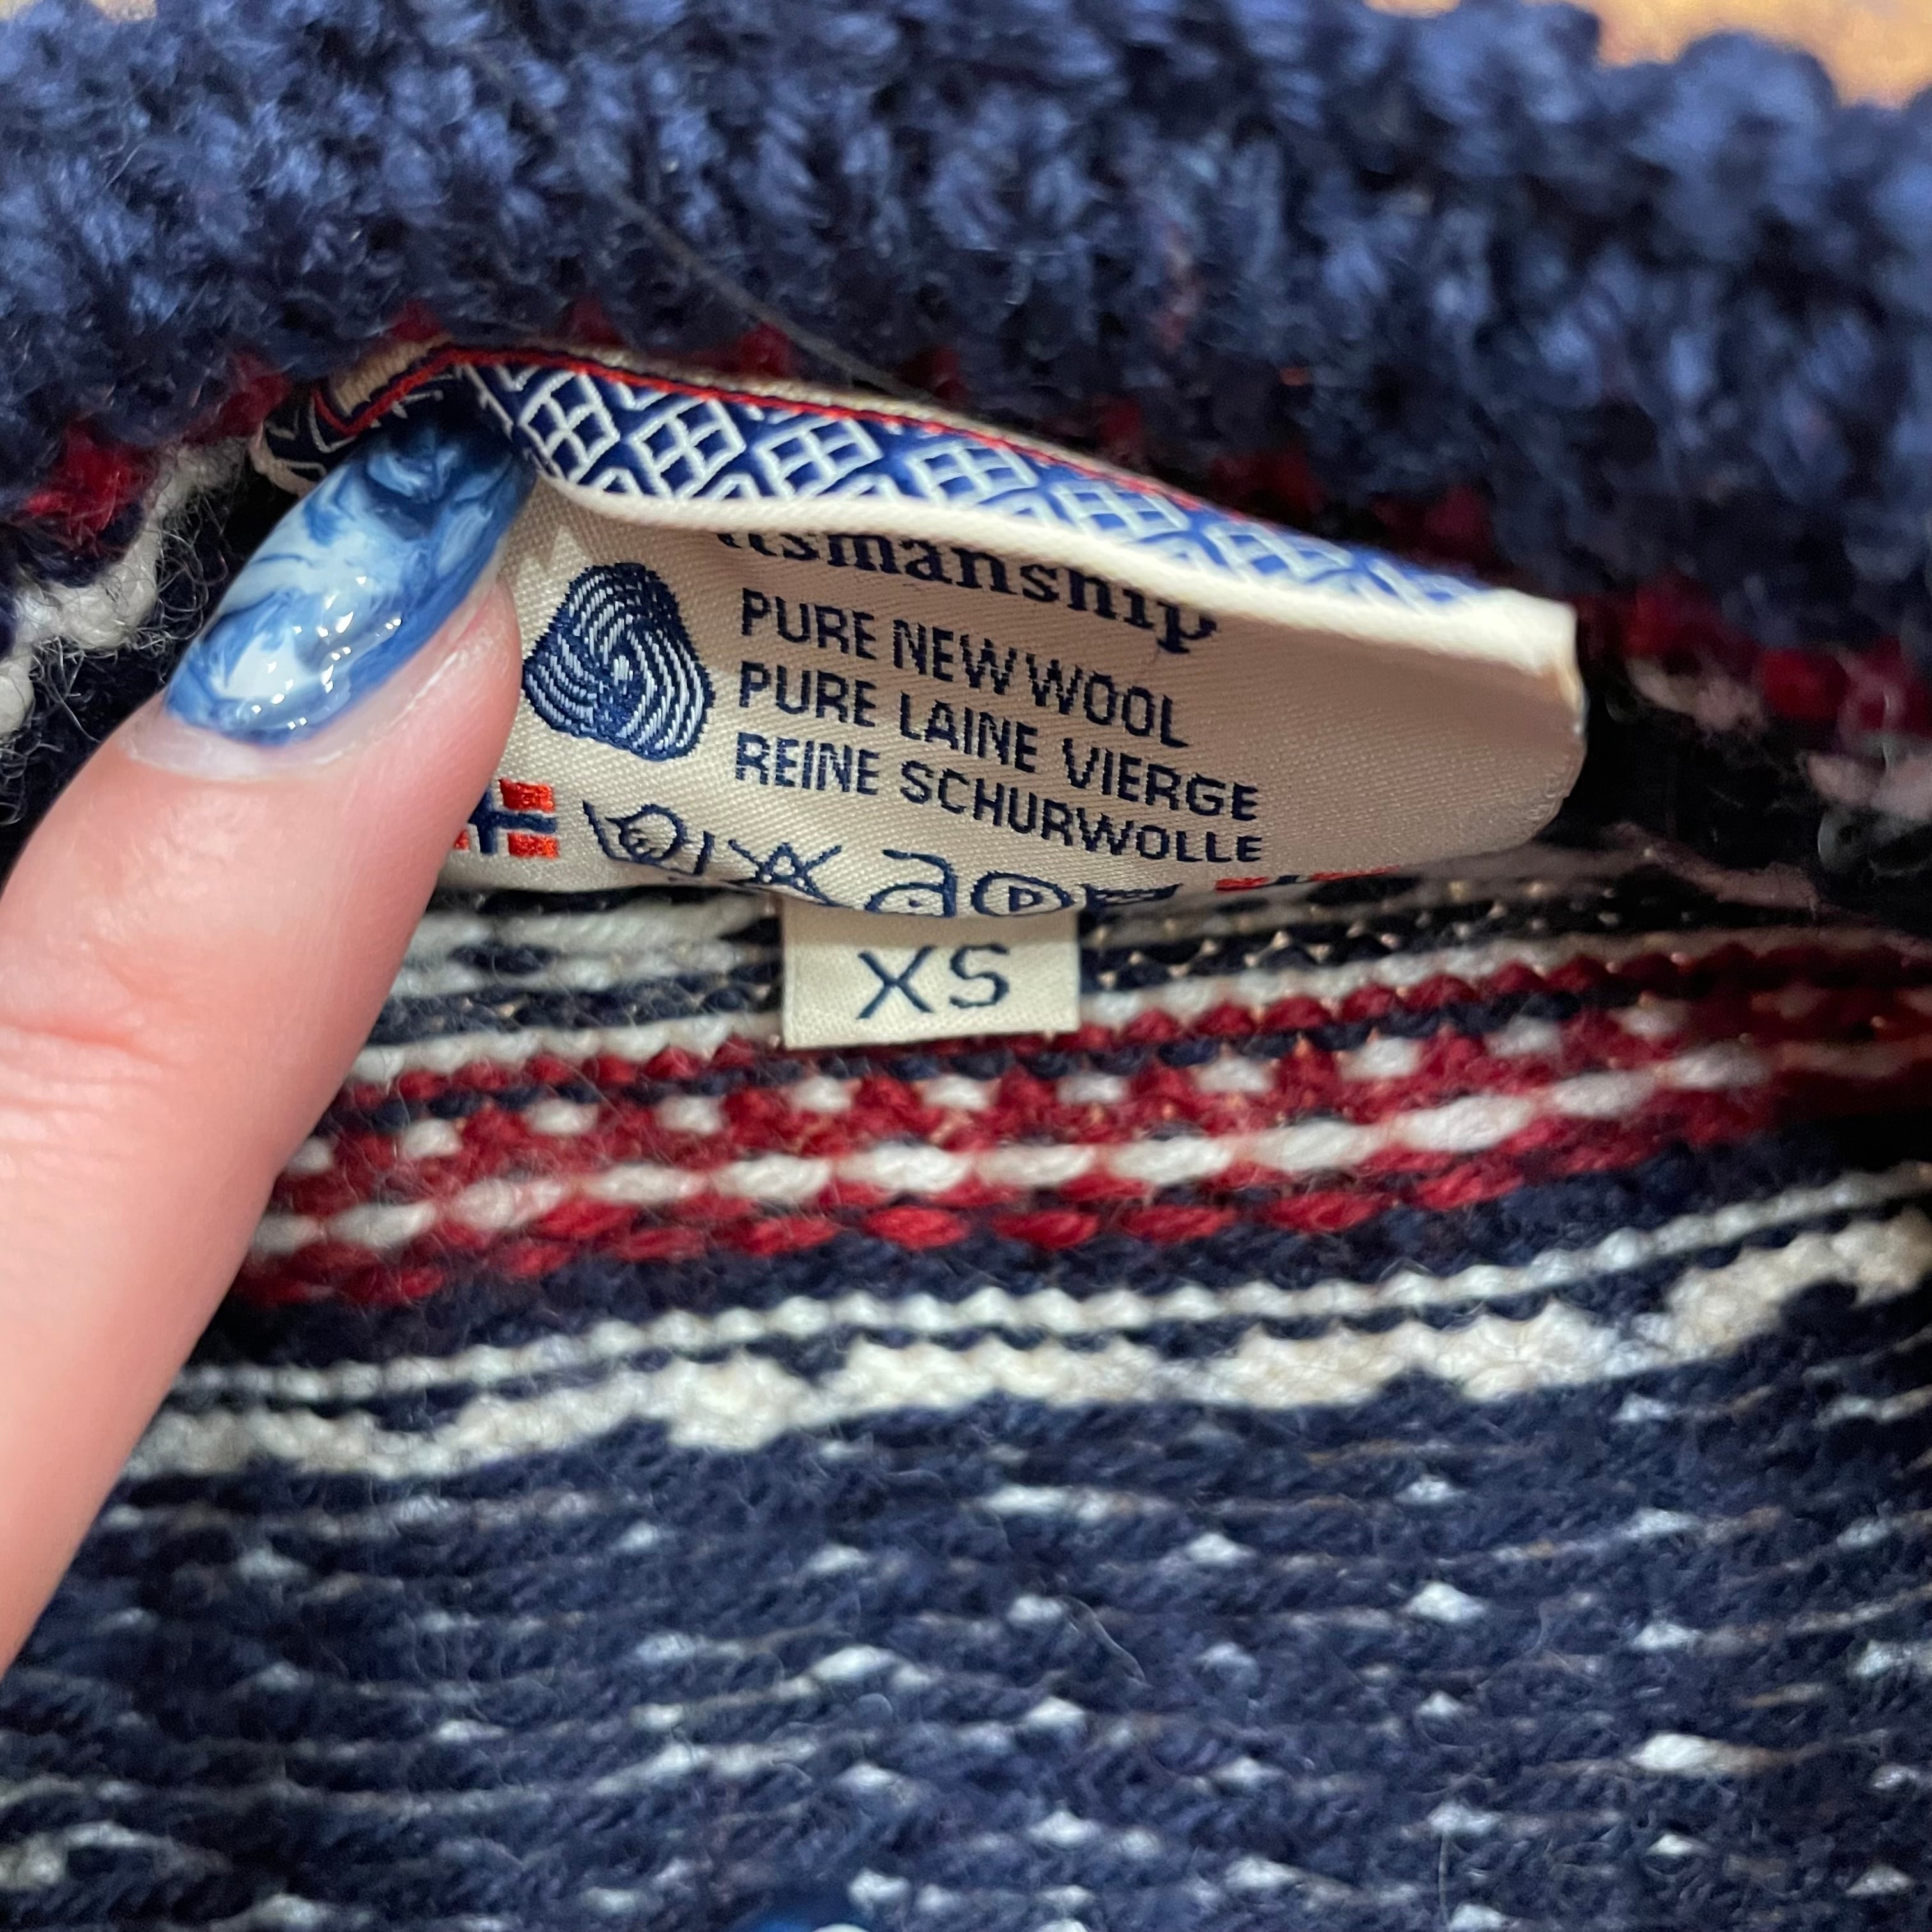 PURE NEW WOOL
PURE LAINE VIERGE
REINE SCHURWOLLE
P
XS